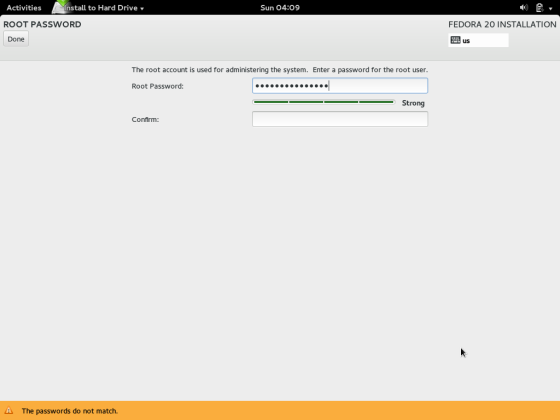 Activities Install to Hard Drive Sun 04:09
ROOT PASSWORD FEDORA 20 INSTALLATION
Done us
The root account is used for administering the system. Enter a password for the root user.
Root Password: •••••••••••••••
Strong
Confirm:
The passwords do not match.